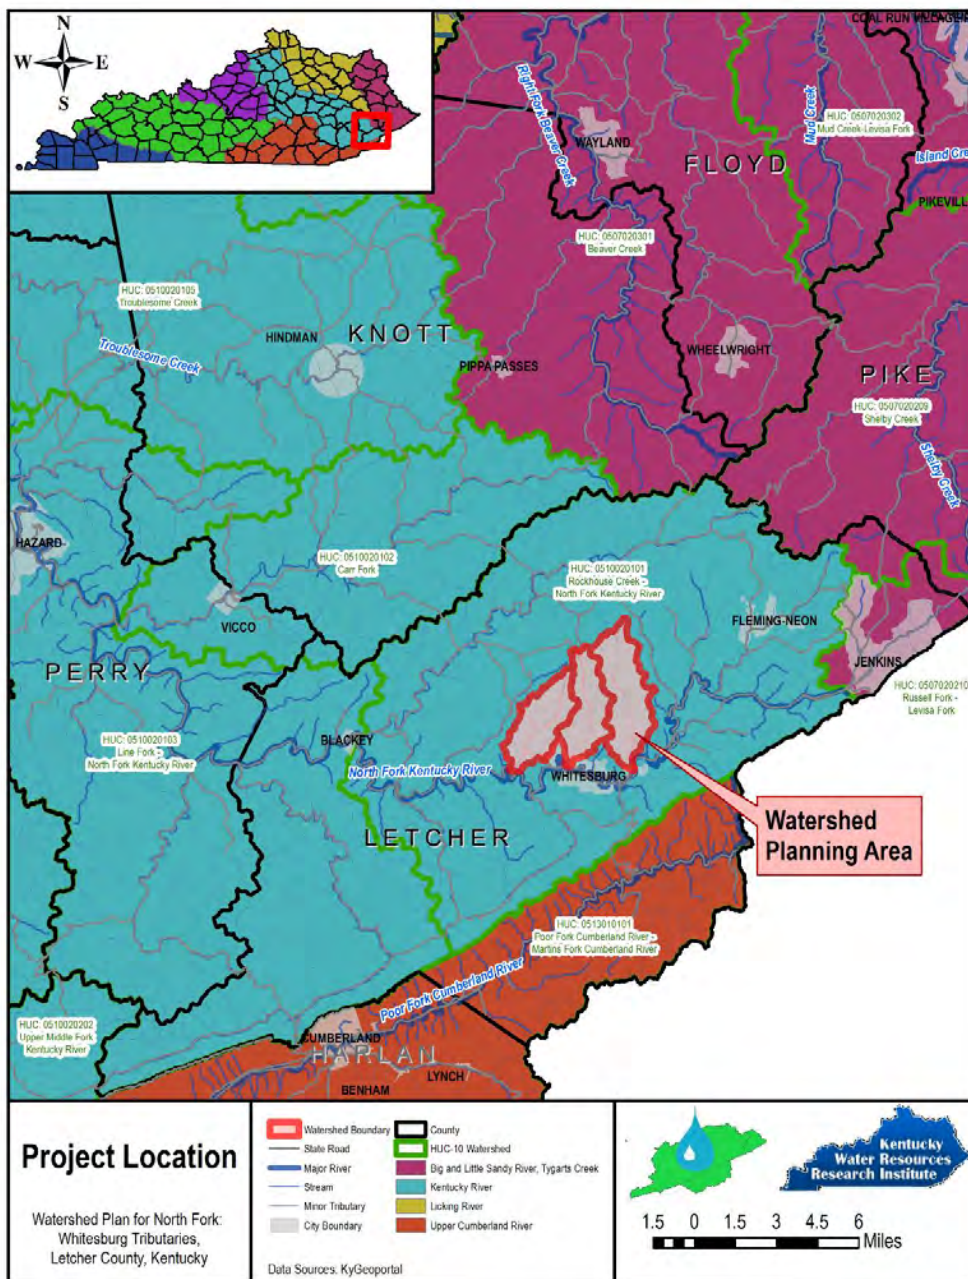 N
W E
S
COAL RUN VILLAGE
Right Fork Beaver Creek
Mud Creek
HUC: 0507020302
Mud Creek-Levisa Fork
WAYLAND
FLOYD
PIKEVILL
HUC: 0507020301
Beaver Creek
HUC: 0510020105
Troublesome Creek
Troublesome Creek
HINDMAN
KNOTT
PIPPA PASSES
WHEELWRIGHT
PIKE
HUC: 0507020209
Shelby Creek
Shelby Creek
HAZARD
HUC: 0510020102
Carr Fork
HUC: 0510020101
Rockhouse Creek -
North Fork Kentucky River
VICCO
FLEMING-NEON
PERRY
JENKINS
HUC: 0507020210
Russell Fork -
Levisa Fork
HUC: 0510020103
Line Fork -
North Fork Kentucky River
BLACKEY
North Fork Kentucky River
WHITESBURG
LETCHER
Watershed
Planning Area
HUC: 0513010101
Poor Fork Cumberland River -
Martins Fork Cumberland River
Poor Fork Cumberland River
HUC: 0510020202
Upper Middle Fork
Kentucky River
CUMBERLAND
HARLAN
LYNCH
BENHAM
Project Location
Watershed Plan for North Fork:
Whitesburg Tributaries,
Letcher County, Kentucky
Watershed Boundary
State Road
Major River
Stream
Minor Tributary
City Boundary
County
HUC-10 Watershed
Big and Little Sandy River, Tygarts Creek
Kentucky River
Licking River
Upper Cumberland River
Data Sources: KyGeoportal
Kentucky
Water Resources
Research Institute
1.5 0 1.5 3 4.5 6
Miles